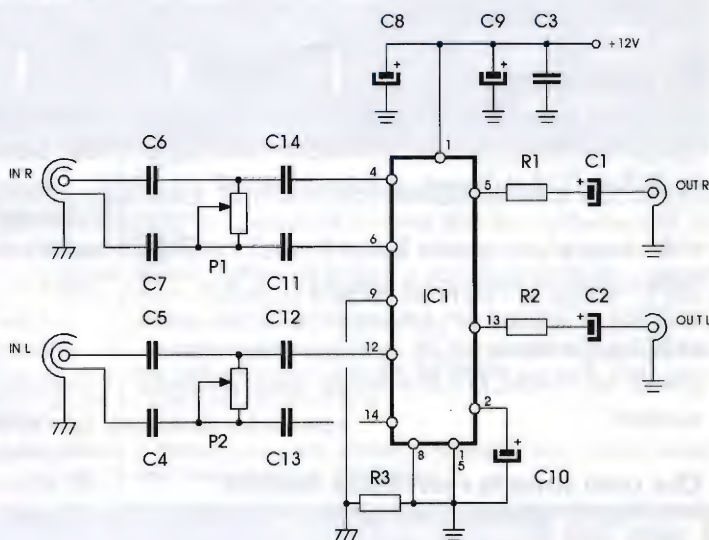 C8 C9 C3
+ + +12V
1
C6 C14 R1 C1
IN R 4 5 + OUT R
6
C7 P1 C11
9 IC1 R2 C2
C5 C12 13 + OUT L
IN L 12
2
14
P2 +
C4 C13 8 1 C10
5
R3